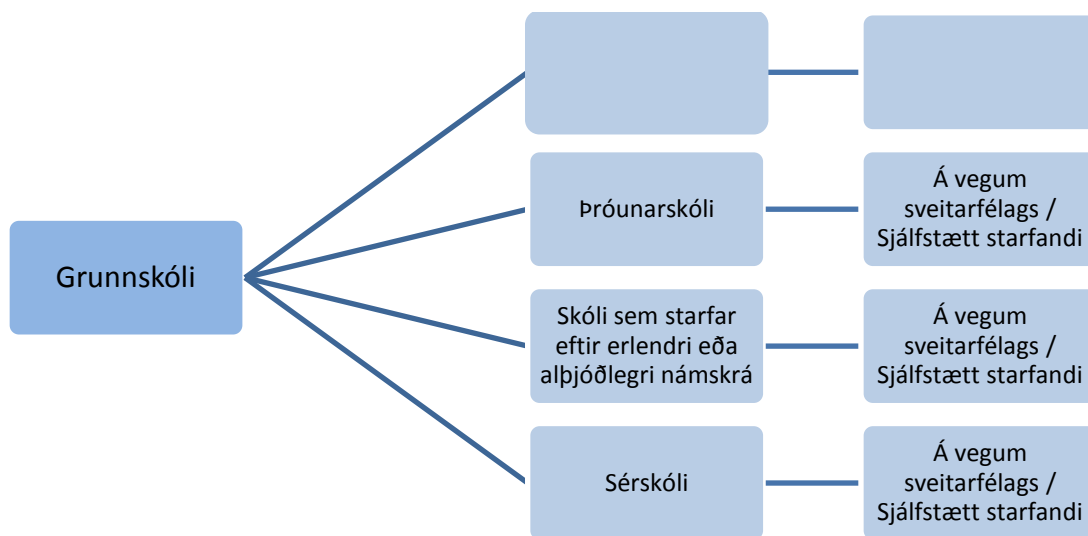 Grunnskóli
Þróunarskóli
Á vegum
sveitarfélags /
Sjálfstætt starfandi
Skóli sem starfar
eftir erlendri eða
alþjóðlegri námskrá
Á vegum
sveitarfélags /
Sjálfstætt starfandi
Sérskóli
Á vegum
sveitarfélags /
Sjálfstætt starfandi